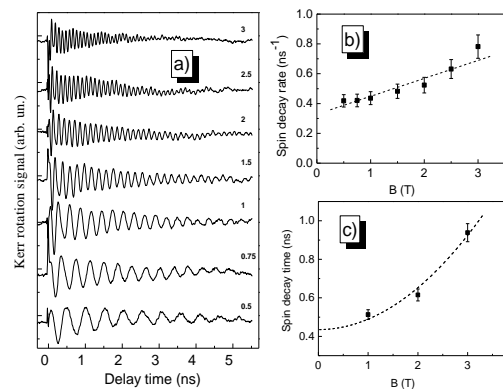 a)
3
2.5
2
1.5
1
0.75
0.5
Kerr rotation signal (arb. un.)
0 1 2 3 4 5
Delay time (ns)
b)
Spin decay rate (ns⁻¹)
1.0
0.8
0.6
0.4
0.2
0.0
0 1 2 3
B (T)
c)
Spin decay time (ns)
1.0
0.8
0.6
0.4
0 1 2 3
B (T)